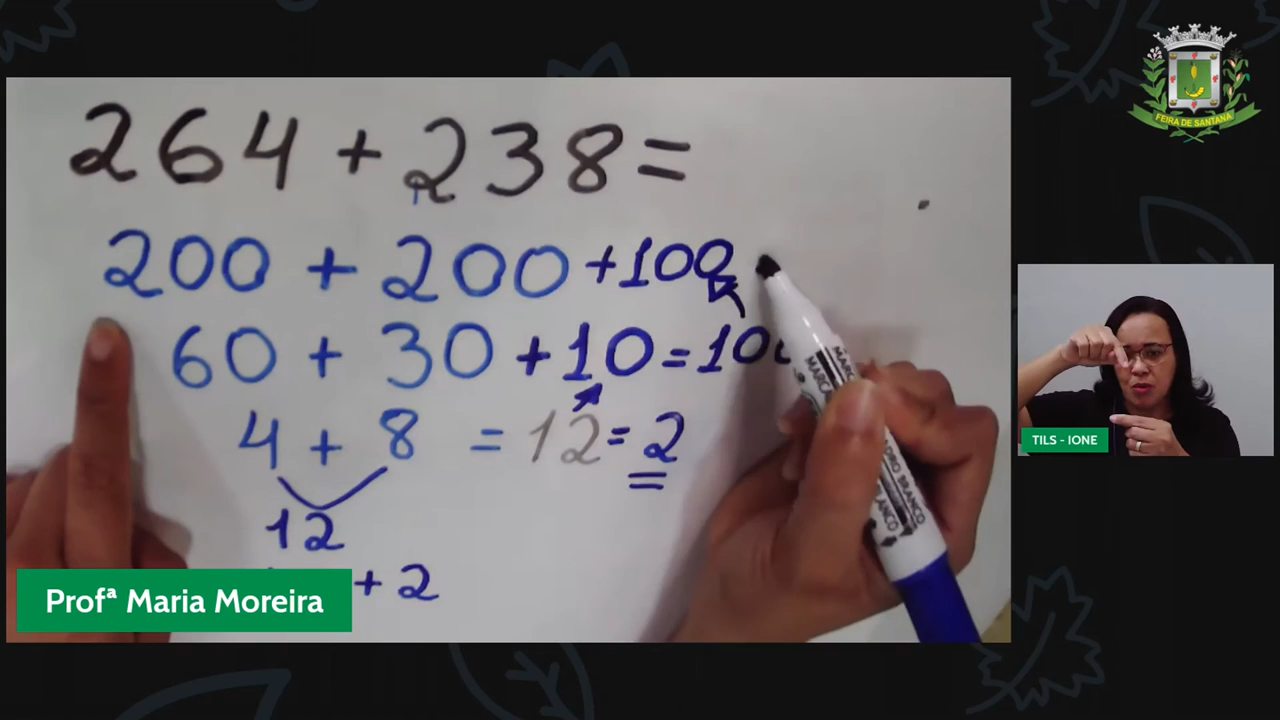 264 + 238 =
200 + 200 + 100
60 + 30 + 10 = 100
4 + 8 = 12 = 2
12
+ 2
Profª Maria Moreira
FEIRA DE SANTANA
TILS - IONE